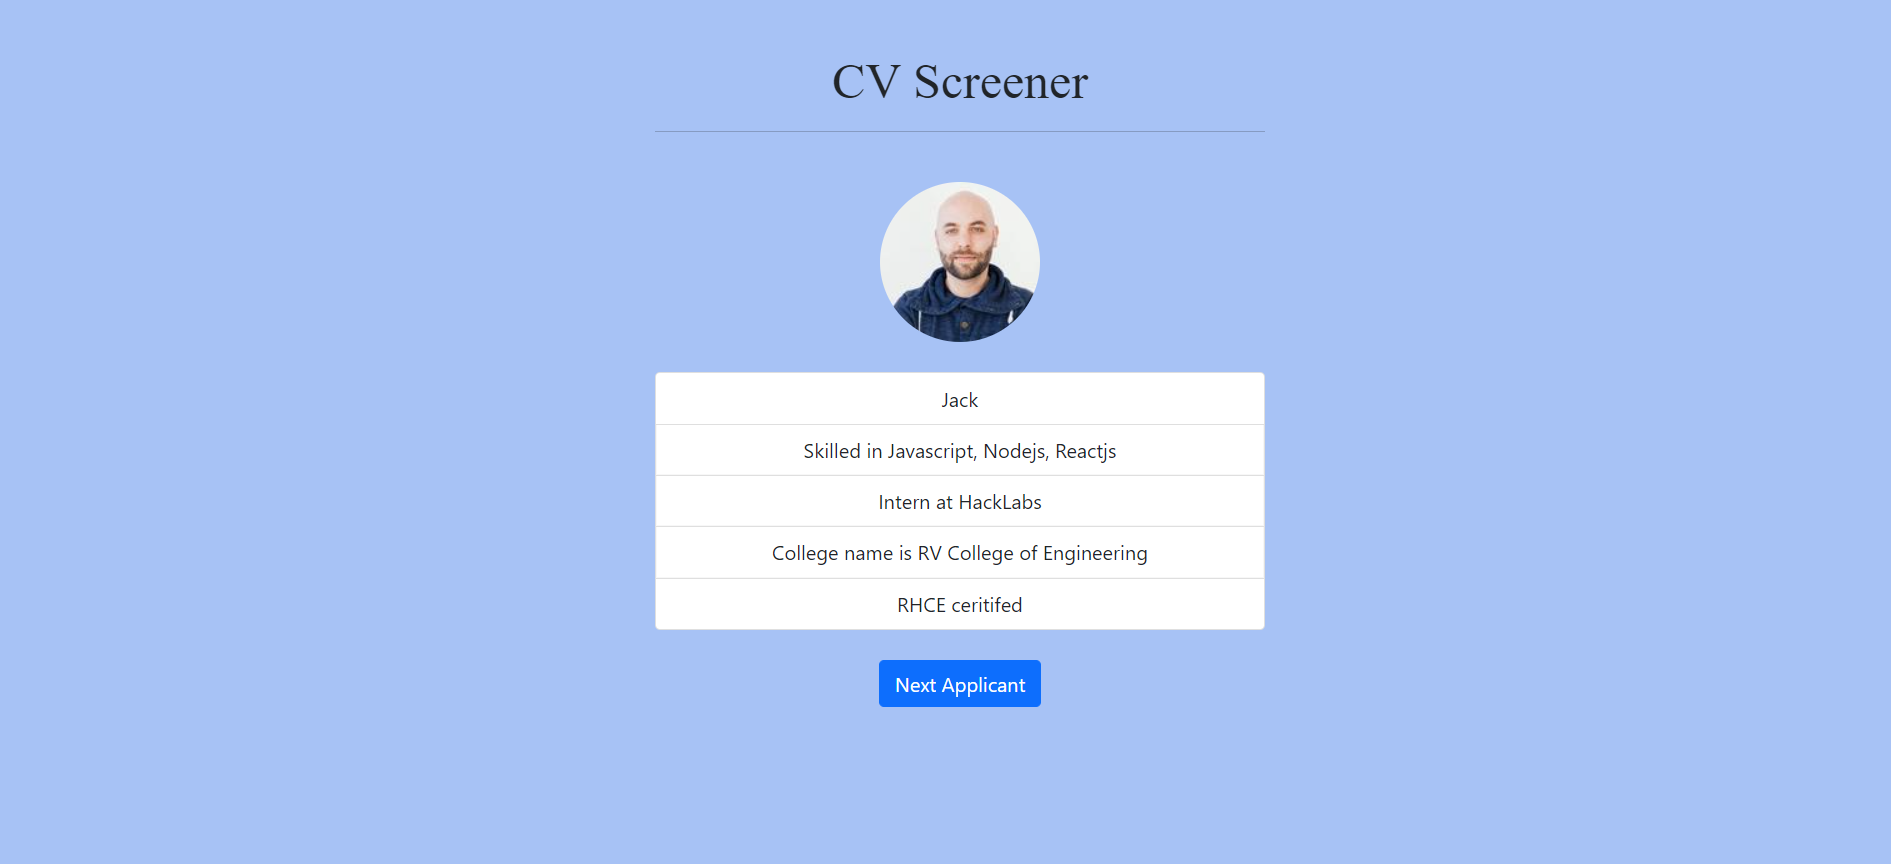 CV Screener
Jack
Skilled in Javascript, Nodejs, Reactjs
Intern at HackLabs
College name is RV College of Engineering
RHCE ceritifed
Next Applicant